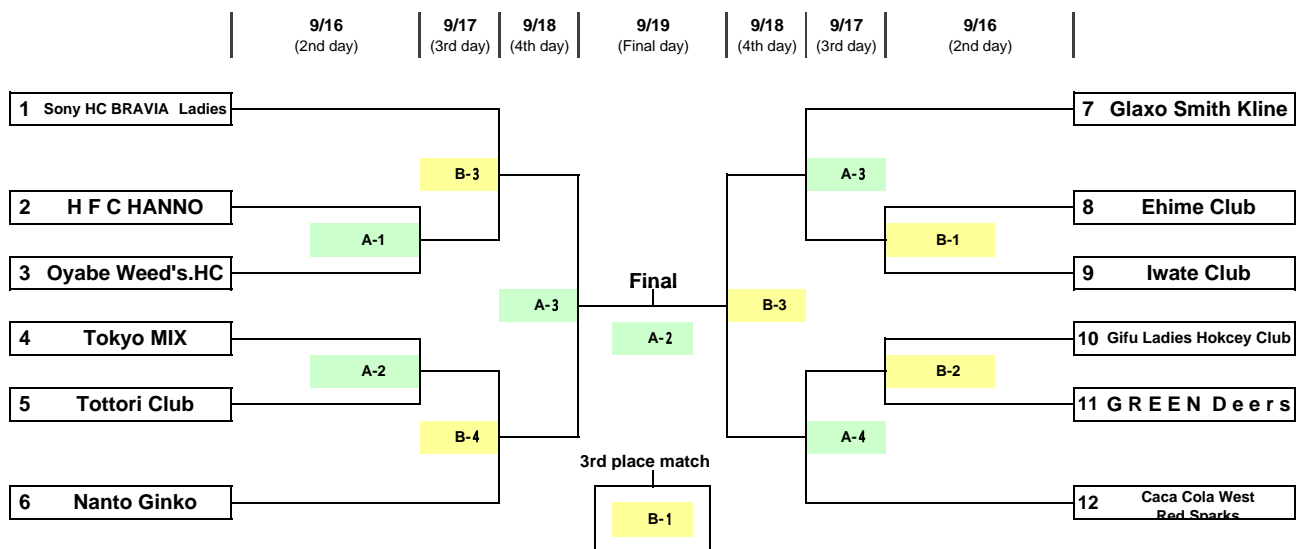 9/16 9/17 9/18 9/19 9/18 9/17 9/16
(2nd day) (3rd day) (4th day) (Final day) (4th day) (3rd day) (2nd day)
1 Sony HC BRAVIA Ladies
7 Glaxo Smith Kline
B-3
A-3
2 H F C HANNO
8 Ehime Club
A-1
B-1
3 Oyabe Weed's.HC
9 Iwate Club
Final
A-3
B-3
A-2
4 Tokyo MIX
10 Gifu Ladies Hokcey Club
A-2
B-2
5 Tottori Club
11 G R E E N D e e r s
B-4
A-4
3rd place match
6 Nanto Ginko
12 Caca Cola West
Red Sparks
B-1